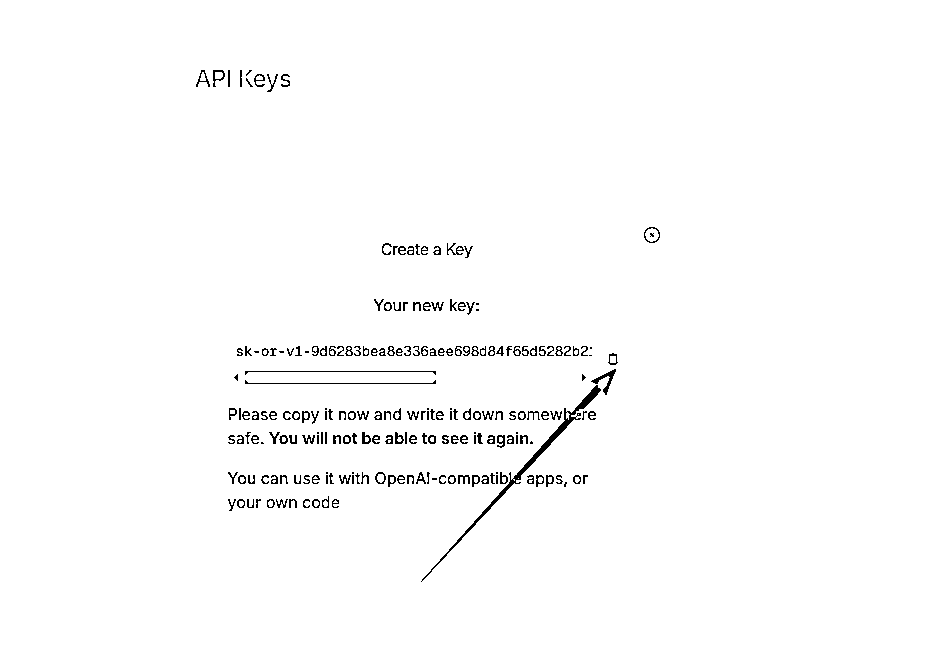 API Keys
Create a Key
Your new key:
sk-or-v1-9d6283bea8e336aee698d84f65d5282b2
Please copy it now and write it down somewhere
safe. You will not be able to see it again.
You can use it with OpenAI-compatible apps, or
your own code